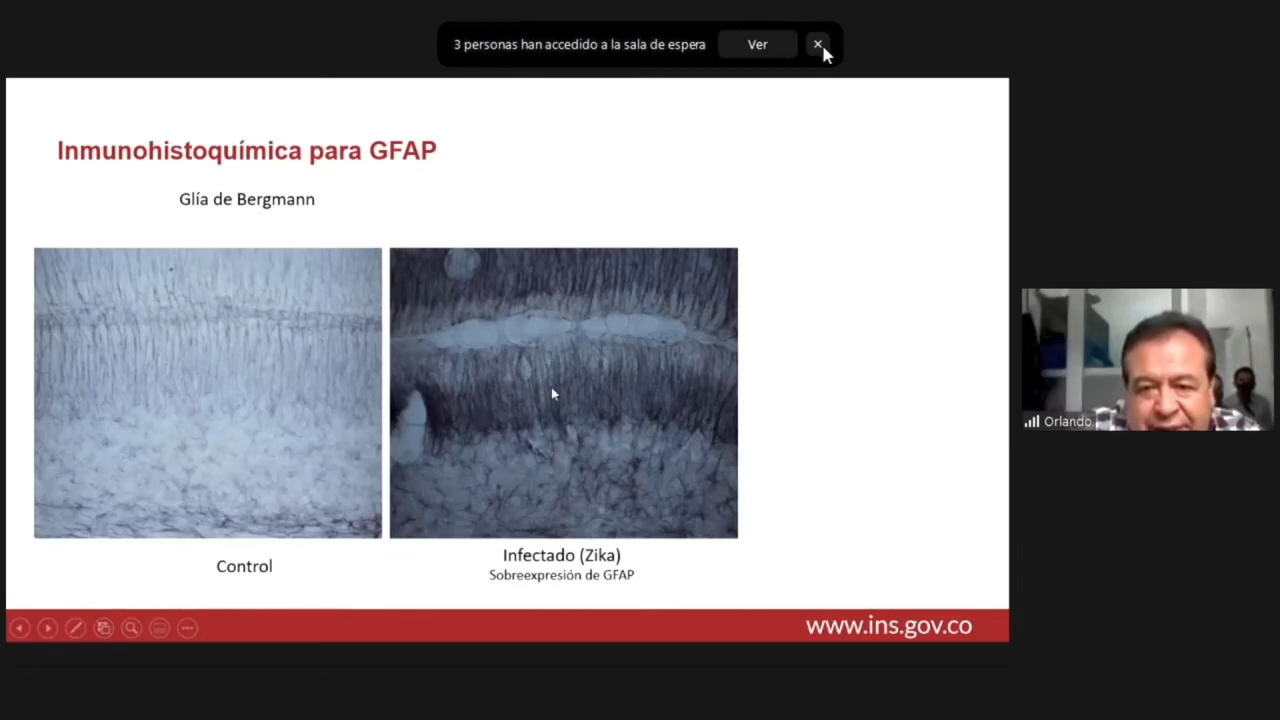 3 personas han accedido a la sala de espera
Ver
Inmunohistoquímica para GFAP
Glía de Bergmann
Control
Infectado (Zika)
Sobreexpresión de GFAP
Orlando
www.ins.gov.co